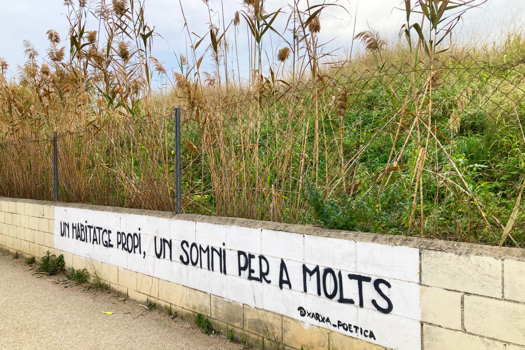 UN HABITATGE PROPI, UN SOMNI PER A MOLTS
@XARXA_POETICA